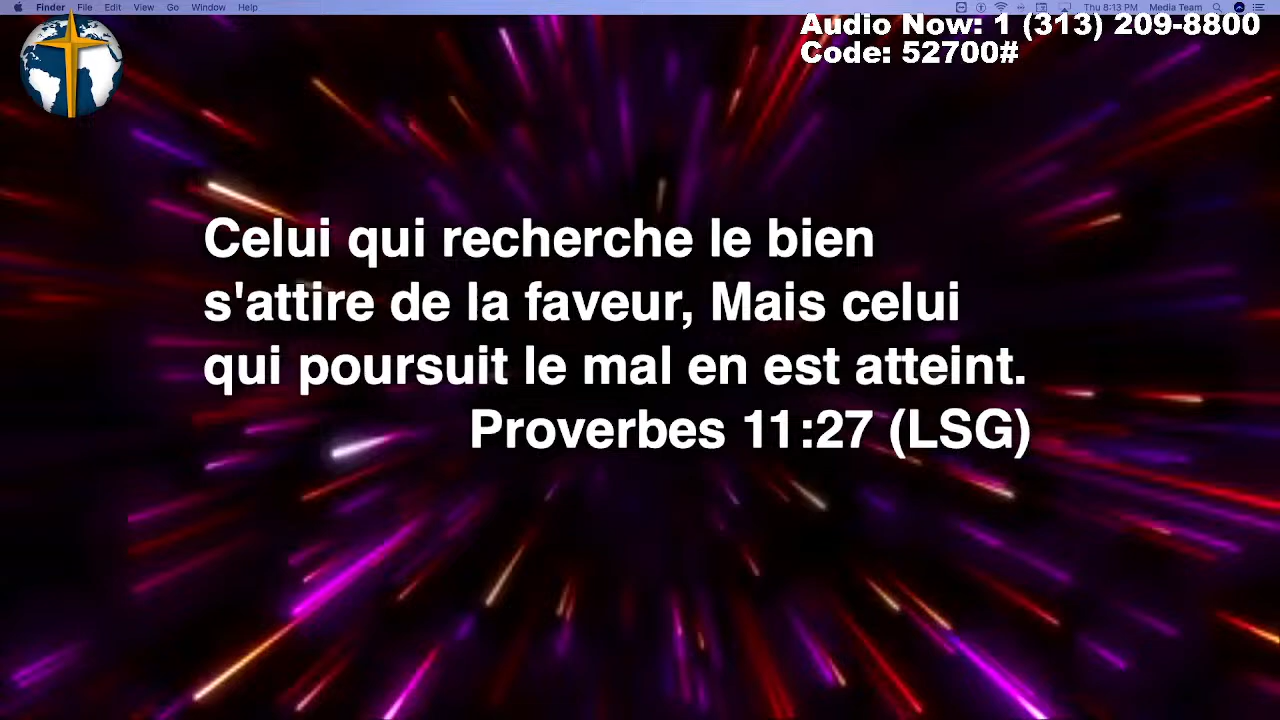 Finder File Edit View Go Window Help Thu 8:13 PM Media Team
Audio Now: 1 (313) 209-8800
Code: 52700#
Celui qui recherche le bien
s'attire de la faveur, Mais celui
qui poursuit le mal en est atteint.
Proverbes 11:27 (LSG)